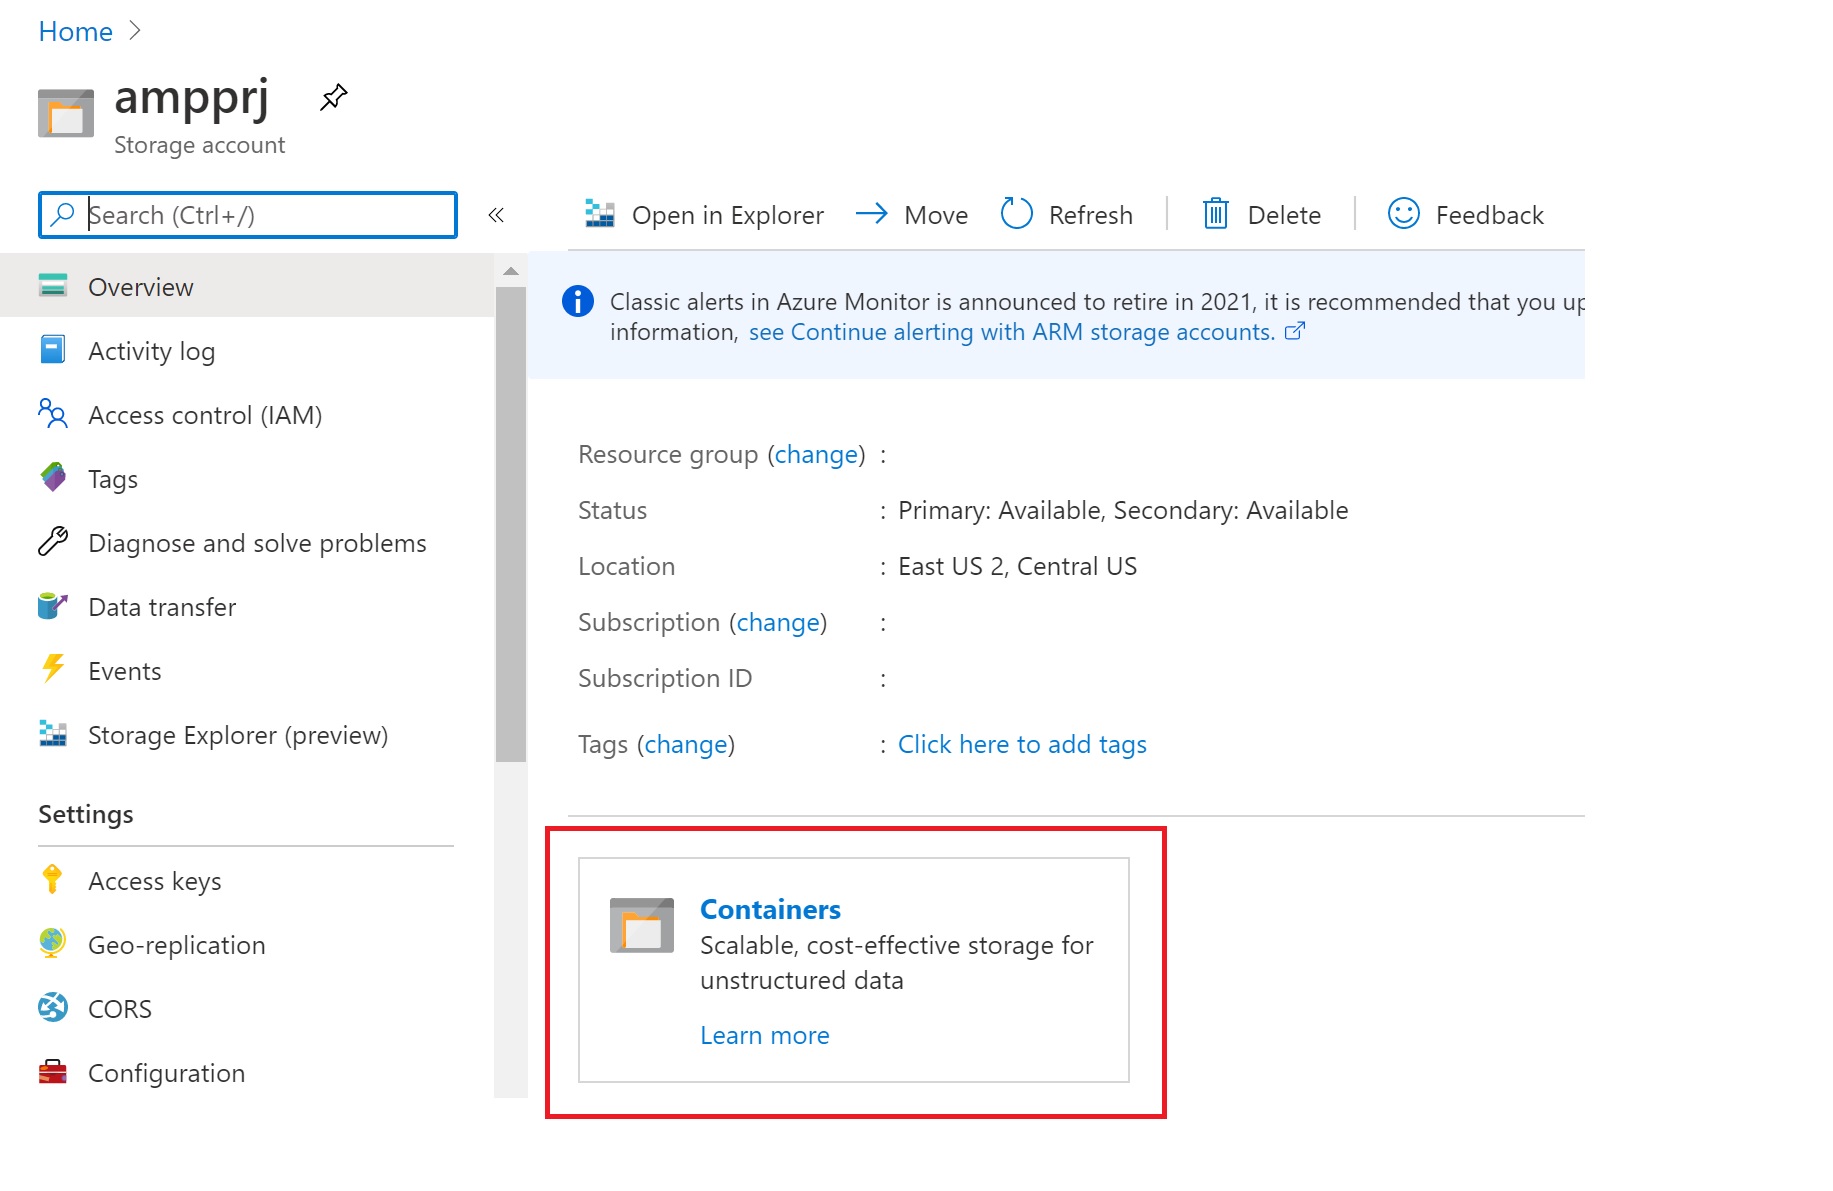 Home
ampprj
Storage account
Search (Ctrl+/)
Open in Explorer
Move
Refresh
Delete
Feedback
Overview
Activity log
Access control (IAM)
Tags
Diagnose and solve problems
Data transfer
Events
Storage Explorer (preview)
Settings
Access keys
Geo-replication
CORS
Configuration
Classic alerts in Azure Monitor is announced to retire in 2021, it is recommended that you up
information, see Continue alerting with ARM storage accounts.
Resource group (change) :
Status : Primary: Available, Secondary: Available
Location : East US 2, Central US
Subscription (change) :
Subscription ID :
Tags (change) : Click here to add tags
Containers
Scalable, cost-effective storage for
unstructured data
Learn more